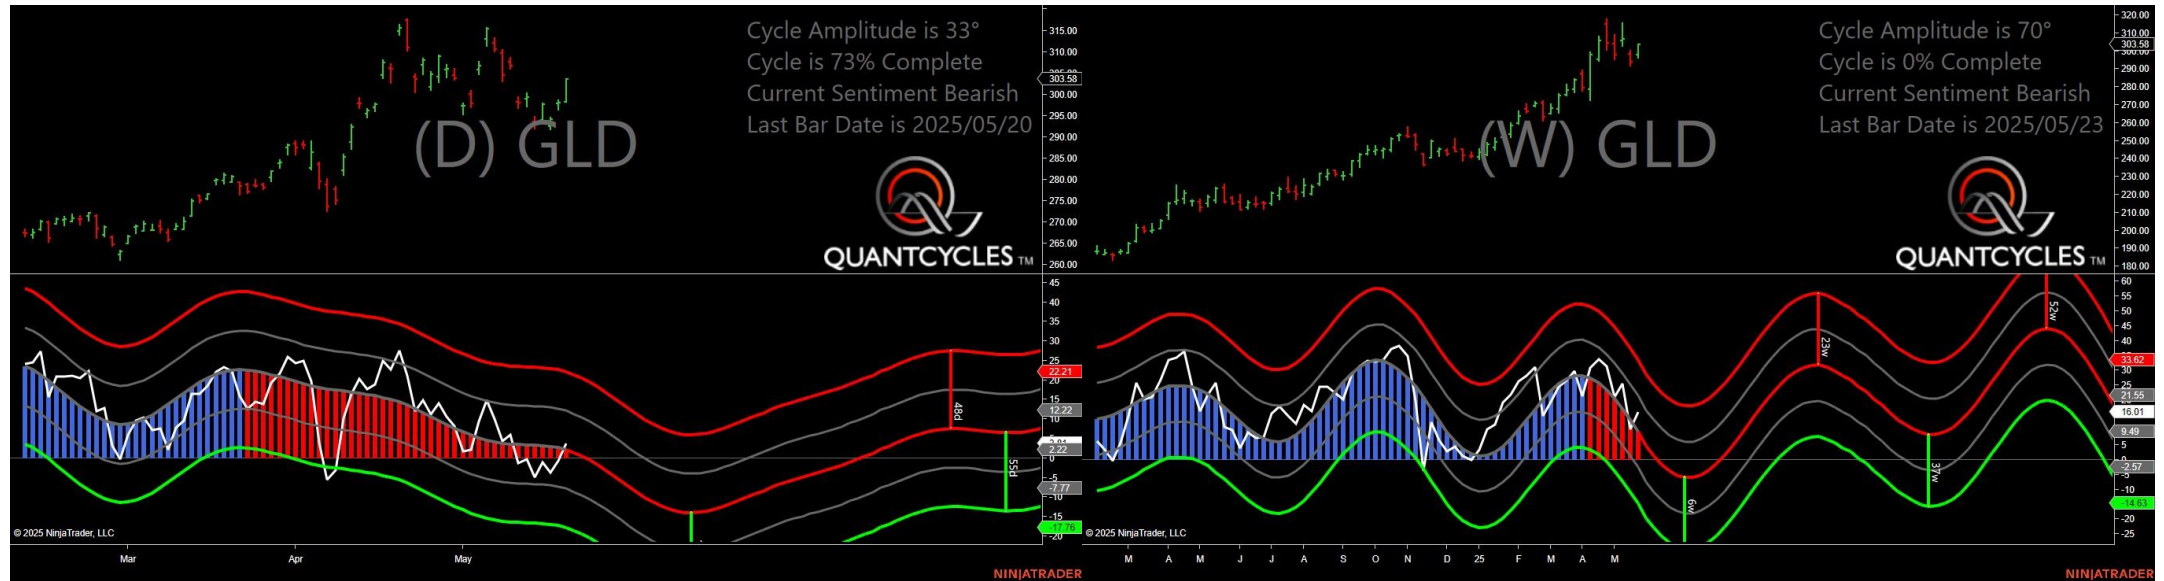 Cycle Amplitude is 33°
Cycle is 73% Complete
Current Sentiment Bearish
Last Bar Date is 2025/05/20
(D) GLD
QUANTCYCLES TM
315.00
310.00
303.58
300.00
295.00
290.00
285.00
280.00
275.00
270.00
265.00
260.00
45
40
35
30
25
22.21
20
15
12.22
10
2.22
0
-7.77
-10
-15
-17.76
-20
48d
55d
© 2025 NinjaTrader, LLC
Mar
Apr
May
NINJATRADER
Cycle Amplitude is 70°
Cycle is 0% Complete
Current Sentiment Bearish
Last Bar Date is 2025/05/23
(W) GLD
QUANTCYCLES TM
320.00
310.00
303.58
300.00
290.00
280.00
270.00
260.00
250.00
240.00
230.00
220.00
210.00
200.00
190.00
180.00
60
55
50
45
40
33.62
30
25
21.55
16.01
9.49
5
0
-2.57
-5
-10
-14.63
-20
-25
23w
52w
6w
37w
© 2025 NinjaTrader, LLC
M A M J J A S O N D 25 F M A M
NINJATRADER